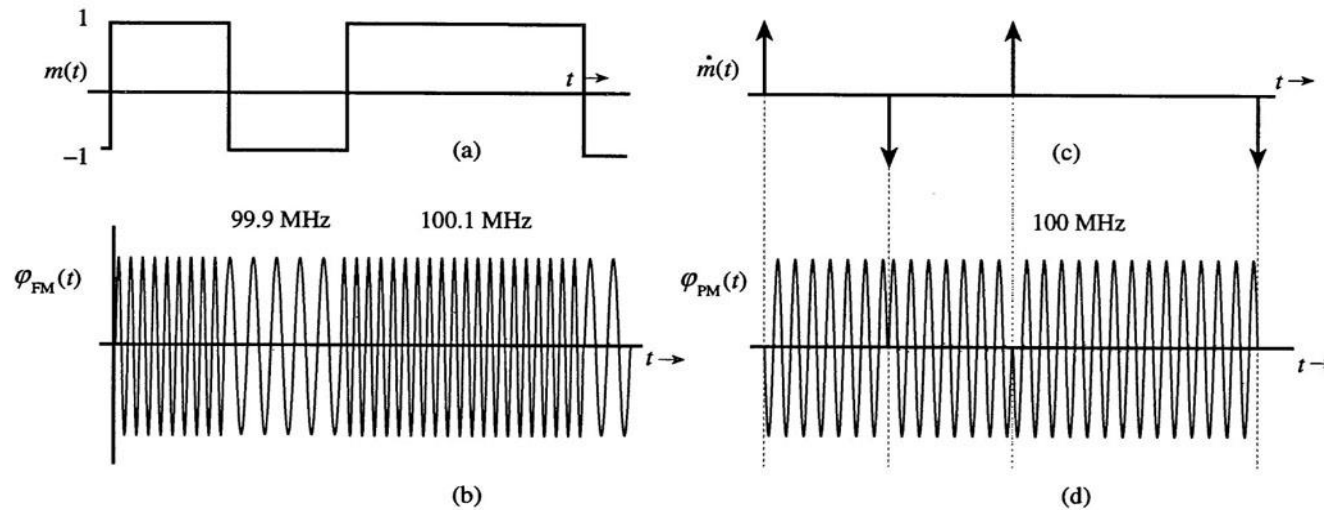 1
m(t)
t →
−1
(a)
99.9 MHz
100.1 MHz
φFM(t)
t →
(b)
ṁ(t)
t →
(c)
100 MHz
φPM(t)
t
(d)